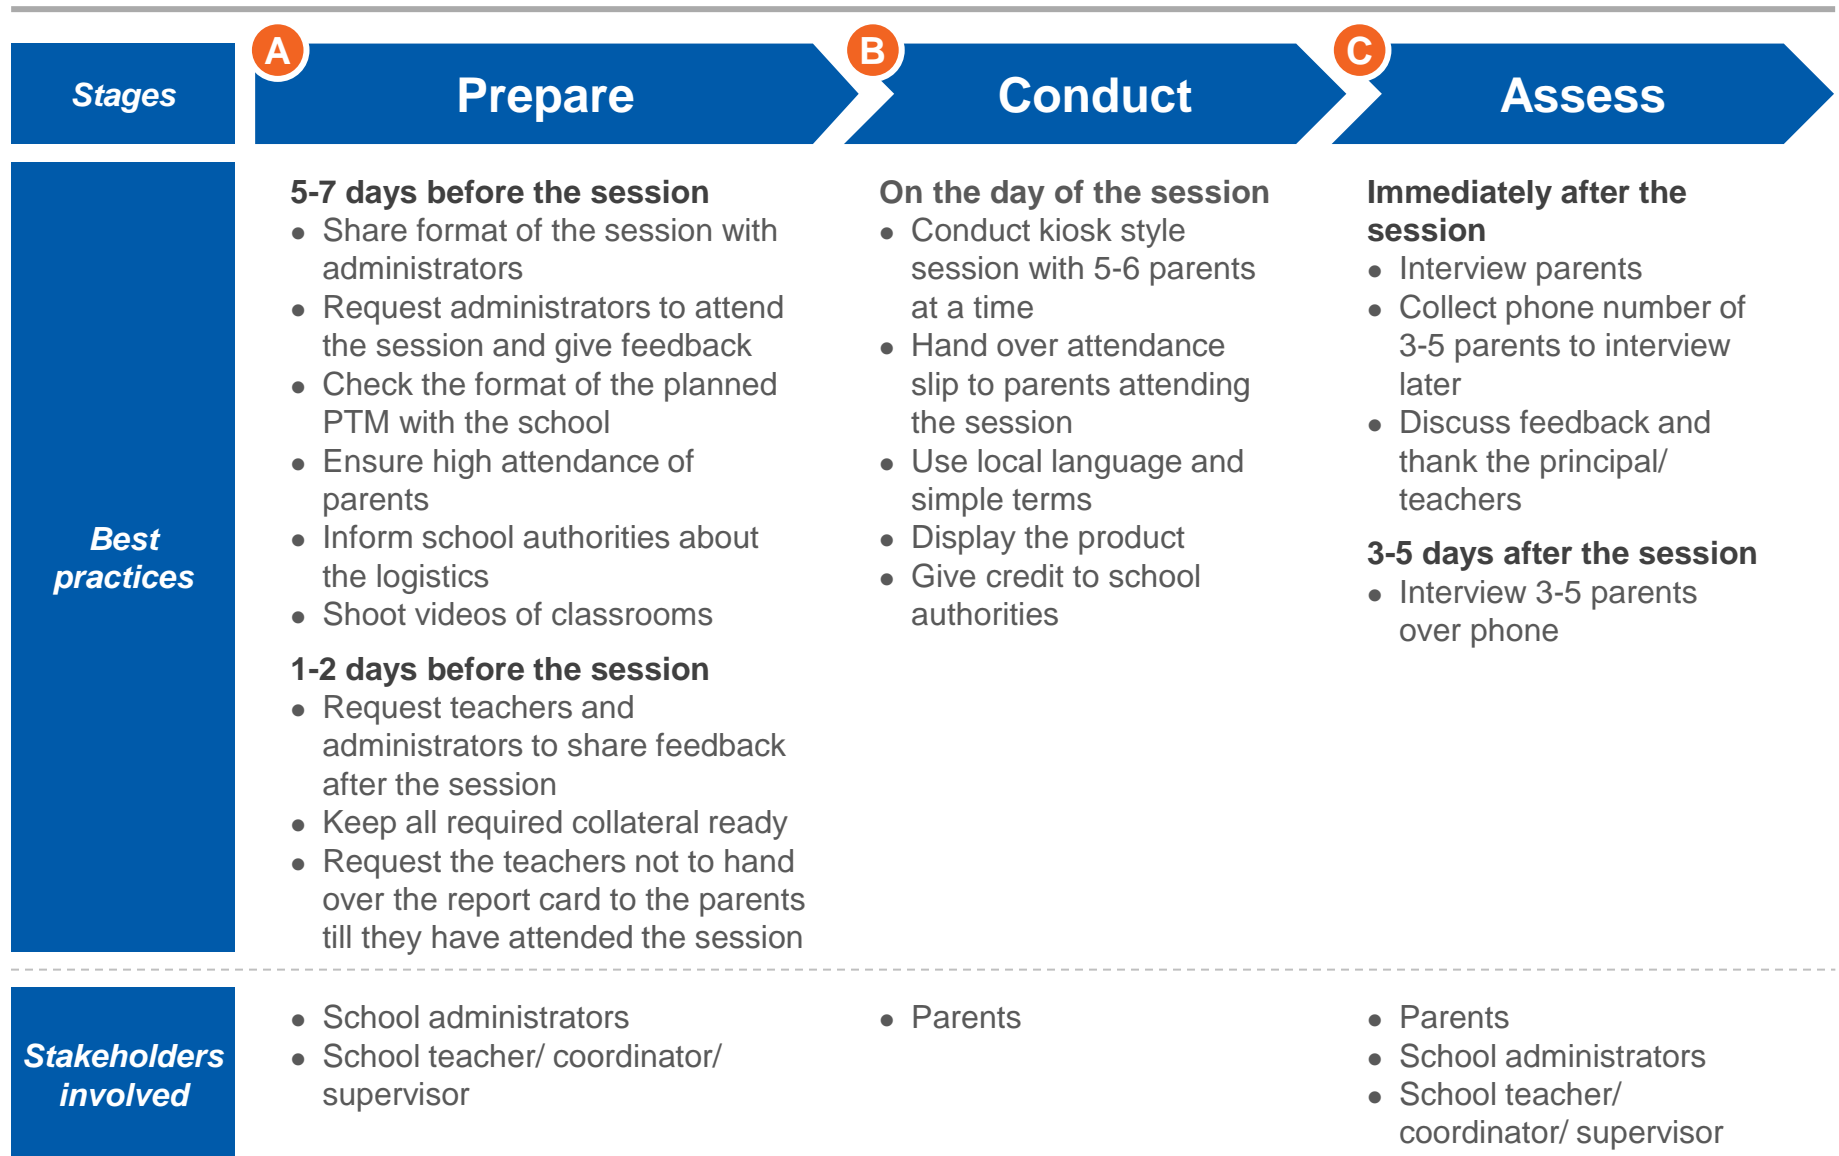 Stages
A
Prepare
B
Conduct
C
Assess
Best
practices
5-7 days before the session
● Share format of the session with
administrators
● Request administrators to attend
the session and give feedback
● Check the format of the planned
PTM with the school
● Ensure high attendance of
parents
● Inform school authorities about
the logistics
● Shoot videos of classrooms
1-2 days before the session
● Request teachers and
administrators to share feedback
after the session
● Keep all required collateral ready
● Request the teachers not to hand
over the report card to the parents
till they have attended the session
On the day of the session
● Conduct kiosk style
session with 5-6 parents
at a time
● Hand over attendance
slip to parents attending
the session
● Use local language and
simple terms
● Display the product
● Give credit to school
authorities
Immediately after the
session
● Interview parents
● Collect phone number of
3-5 parents to interview
later
● Discuss feedback and
thank the principal/
teachers
3-5 days after the session
● Interview 3-5 parents
over phone
Stakeholders
involved
● School administrators
● School teacher/ coordinator/
supervisor
● Parents
● Parents
● School administrators
● School teacher/
coordinator/ supervisor